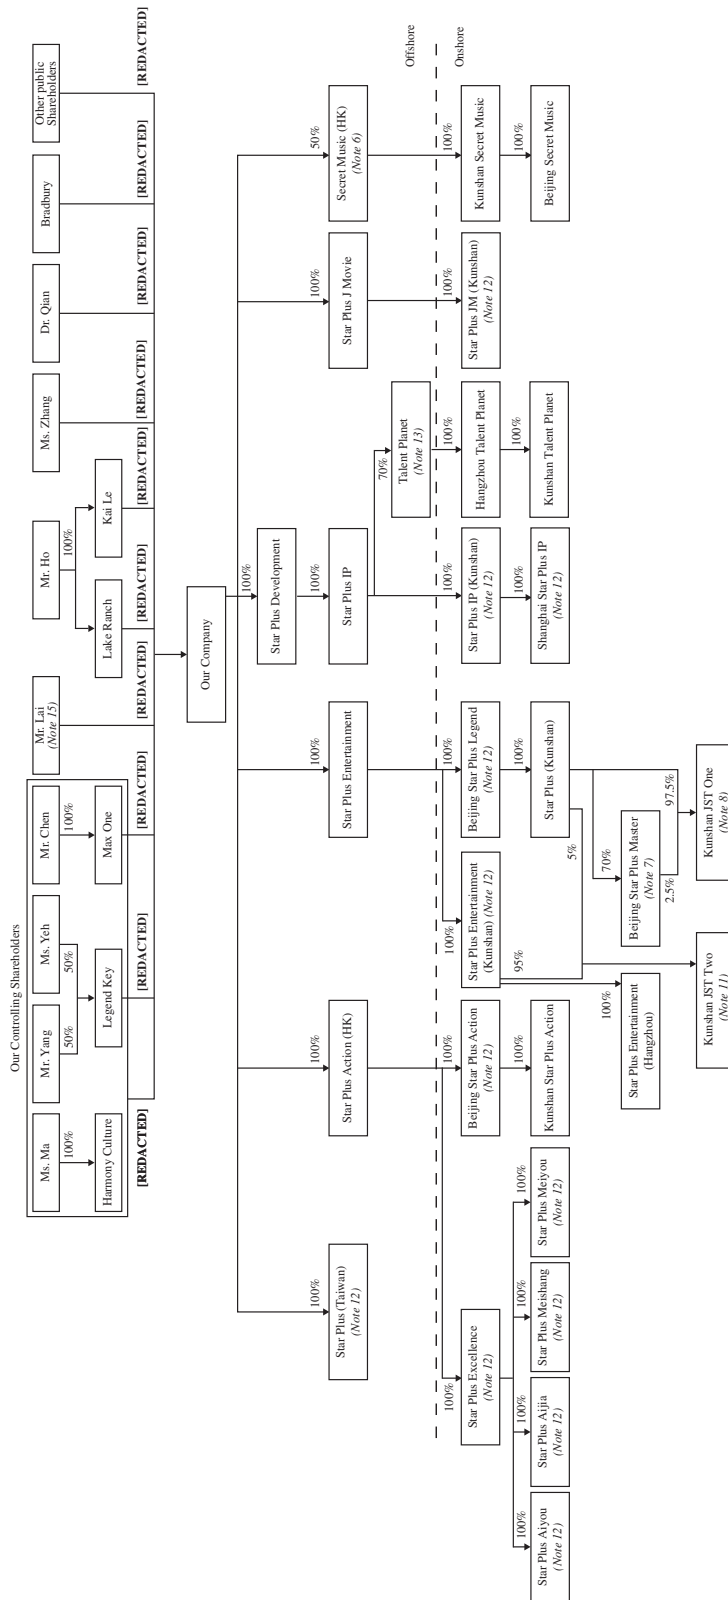 Our Controlling Shareholders
Ms. Ma
Mr. Yang
Ms. Yeh
Mr. Chen
Mr. Lai
(Note 15)
Mr. Ho
Ms. Zhang
Dr. Qian
Bradbury
Other public
Shareholders
100%
50%
50%
100%
100%
Harmony Culture
Legend Key
Max One
Lake Ranch
Kai Le
[REDACTED]
[REDACTED]
[REDACTED]
[REDACTED]
[REDACTED]
[REDACTED]
[REDACTED]
[REDACTED]
[REDACTED]
[REDACTED]
Our Company
100%
Star Plus Development
100%
100%
100%
100%
100%
50%
Star Plus (Taiwan)
(Note 12)
Star Plus Action (HK)
Star Plus Entertainment
Star Plus IP
Star Plus J Movie
Secret Music (HK)
(Note 6)
70%
Talent Planet
(Note 13)
Offshore
Onshore
100%
100%
100%
100%
100%
100%
100%
100%
Star Plus Excellence
(Note 12)
Beijing Star Plus Action
(Note 12)
Star Plus Entertainment
(Kunshan) (Note 12)
Beijing Star Plus Legend
(Note 12)
Star Plus IP (Kunshan)
(Note 12)
Hangzhou Talent Planet
Star Plus JM (Kunshan)
(Note 12)
Kunshan Secret Music
100%
100%
100%
100%
100%
95%
100%
100%
100%
100%
Star Plus Aiyou
(Note 12)
Star Plus Aijia
(Note 12)
Star Plus Meishang
(Note 12)
Star Plus Meiyou
(Note 12)
Kunshan Star Plus Action
Star Plus (Kunshan)
Shanghai Star Plus IP
(Note 12)
Kunshan Talent Planet
Beijing Secret Music
5%
100%
70%
Star Plus Entertainment
(Hangzhou)
Beijing Star Plus Master
(Note 7)
2.5%
97.5%
Kunshan JST Two
(Note 11)
Kunshan JST One
(Note 8)